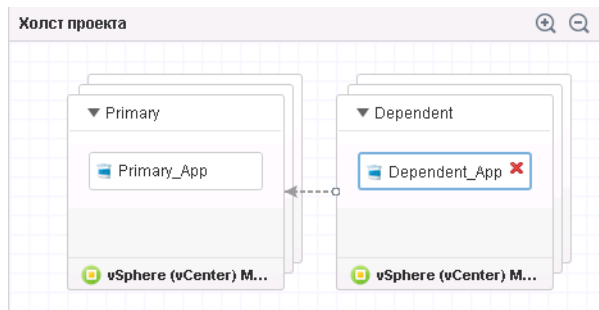 Холст проекта
Primary
Dependent
Primary_App
Dependent_App
vSphere (vCenter) M...
vSphere (vCenter) M...